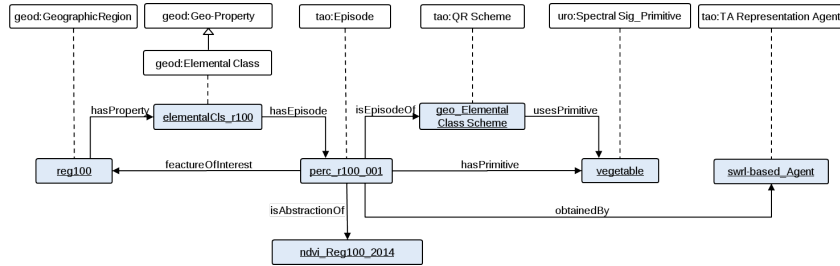 geod:GeographicRegion
geod:Geo-Property
tao:Episode
tao:QR Scheme
uro:Spectral Sig_Primitive
tao:TA Representation Agent
geod:Elemental Class
hasProperty
elementalCls_r100
hasEpisode
isEpisodeOf
geo_Elemental
Class Scheme
usesPrimitive
reg100
feactureOfInterest
perc_r100_001
hasPrimitive
vegetable
swrl-based_Agent
isAbstractionOf
obtainedBy
ndvi_Reg100_2014